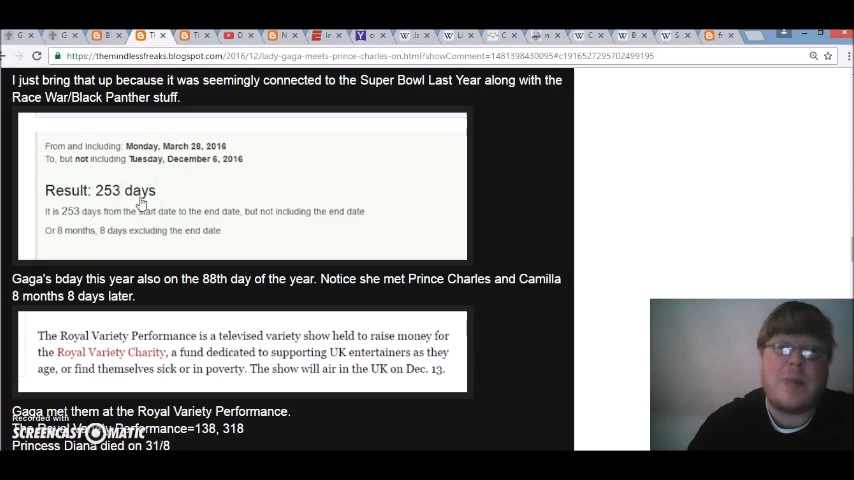 https://themindlessfreaks.blogspot.com/2016/12/lady-gaga-meets-prince-charles-on.html?showComment=1481398430095#c1916527295702499195
I just bring that up because it was seemingly connected to the Super Bowl Last Year along with the
Race War/Black Panther stuff.
From and including: Monday, March 28, 2016
To, but not including Tuesday, December 6, 2016
Result: 253 days
It is 253 days from the start date to the end date, but not including the end date
Or 8 months, 8 days excluding the end date
Gaga's bday this year also on the 88th day of the year. Notice she met Prince Charles and Camilla
8 months 8 days later.
The Royal Variety Performance is a televised variety show held to raise money for
the Royal Variety Charity, a fund dedicated to supporting UK entertainers as they
age, or find themselves sick or in poverty. The show will air in the UK on Dec. 13.
Gaga met them at the Royal Variety Performance.
Recorded with
The Royal Variety Performance=138, 318
SCREENCAST MATIC
Princess Diana died on 31/8